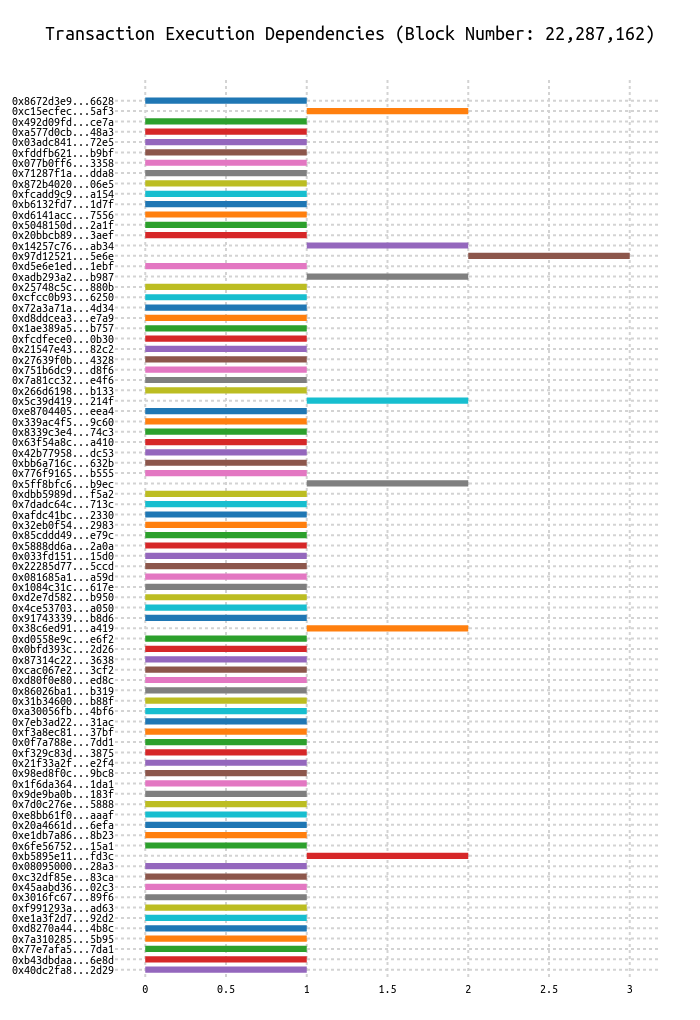 Transaction Execution Dependencies (Block Number: 22,287,162)
0x8672d3e9...6628
0xc15ecfec...5af3
0x492d09fd...ce7a
0xa577d0cb...48a3
0x03adc841...72e5
0xfddfb621...b9bf
0x077b0ff6...3358
0x71287f1a...dda8
0x872b4020...06e5
0xfcadd9c9...a154
0xb6132fd7...1d7f
0xd6141acc...7556
0x5048150d...2a1f
0x20bbcb89...3aef
0x14257c76...ab34
0x97d12521...5e6e
0xd5e6e1ed...1ebf
0xadb293a2...b987
0x25748c5c...880b
0xcfcc0b93...6250
0x72a3a71a...4d34
0xd8ddcea3...e7a9
0x1ae389a5...b757
0xfcdfece0...0b30
0x21547e43...82c2
0x27639f0b...4328
0x751b6dc9...d8f6
0x7a81cc32...e4f6
0x266d6198...b133
0x5c39d419...214f
0xe8704405...eea4
0x339ac4f5...9c60
0x8339c3e4...74c3
0x63f54a8c...a410
0x42b77958...dc53
0xbb6a716c...632b
0x776f9165...b555
0x5ff8bfc6...b9ec
0xdbb5989d...f5a2
0x7dadc64c...713c
0xafdc41bc...2330
0x32eb0f54...2983
0x85cddd49...e79c
0x5888dd6a...2a0a
0x033fd151...15d0
0x22285d77...5ccd
0x081685a1...a59d
0x1084c31c...617e
0xd2e7d582...b950
0x4ce53703...a050
0x91743339...b8d6
0x38c6ed91...a419
0xd0558e9c...e6f2
0x0bfd393c...2d26
0x87314c22...3638
0xcac067e2...3cf2
0xd80f0e80...ed8c
0x86026ba1...b319
0x31b34600...b88f
0xa30056fb...4bf6
0x7eb3ad22...31ac
0xf3a8ec81...37bf
0x0f7a788e...7dd1
0xf329c83d...3875
0x21f33a2f...e2f4
0x98ed8f0c...9bc8
0x1f6da364...1da1
0x9de9ba0b...183f
0x7d0c276e...5888
0xe8bb61f0...aaaf
0x20a4661d...6efa
0xe1db7a86...8b23
0x6fe56752...15a1
0xb5895e11...fd3c
0x08095000...28a3
0xc32df85e...83ca
0x45aabd36...02c3
0x3016fc67...89f6
0xf991293a...ad63
0xe1a3f2d7...92d2
0xd8270a44...4b8c
0x7a310285...5b95
0x77e7afa5...7da1
0xb43dbdaa...6e8d
0x40dc2fa8...2d29
0 0.5 1 1.5 2 2.5 3